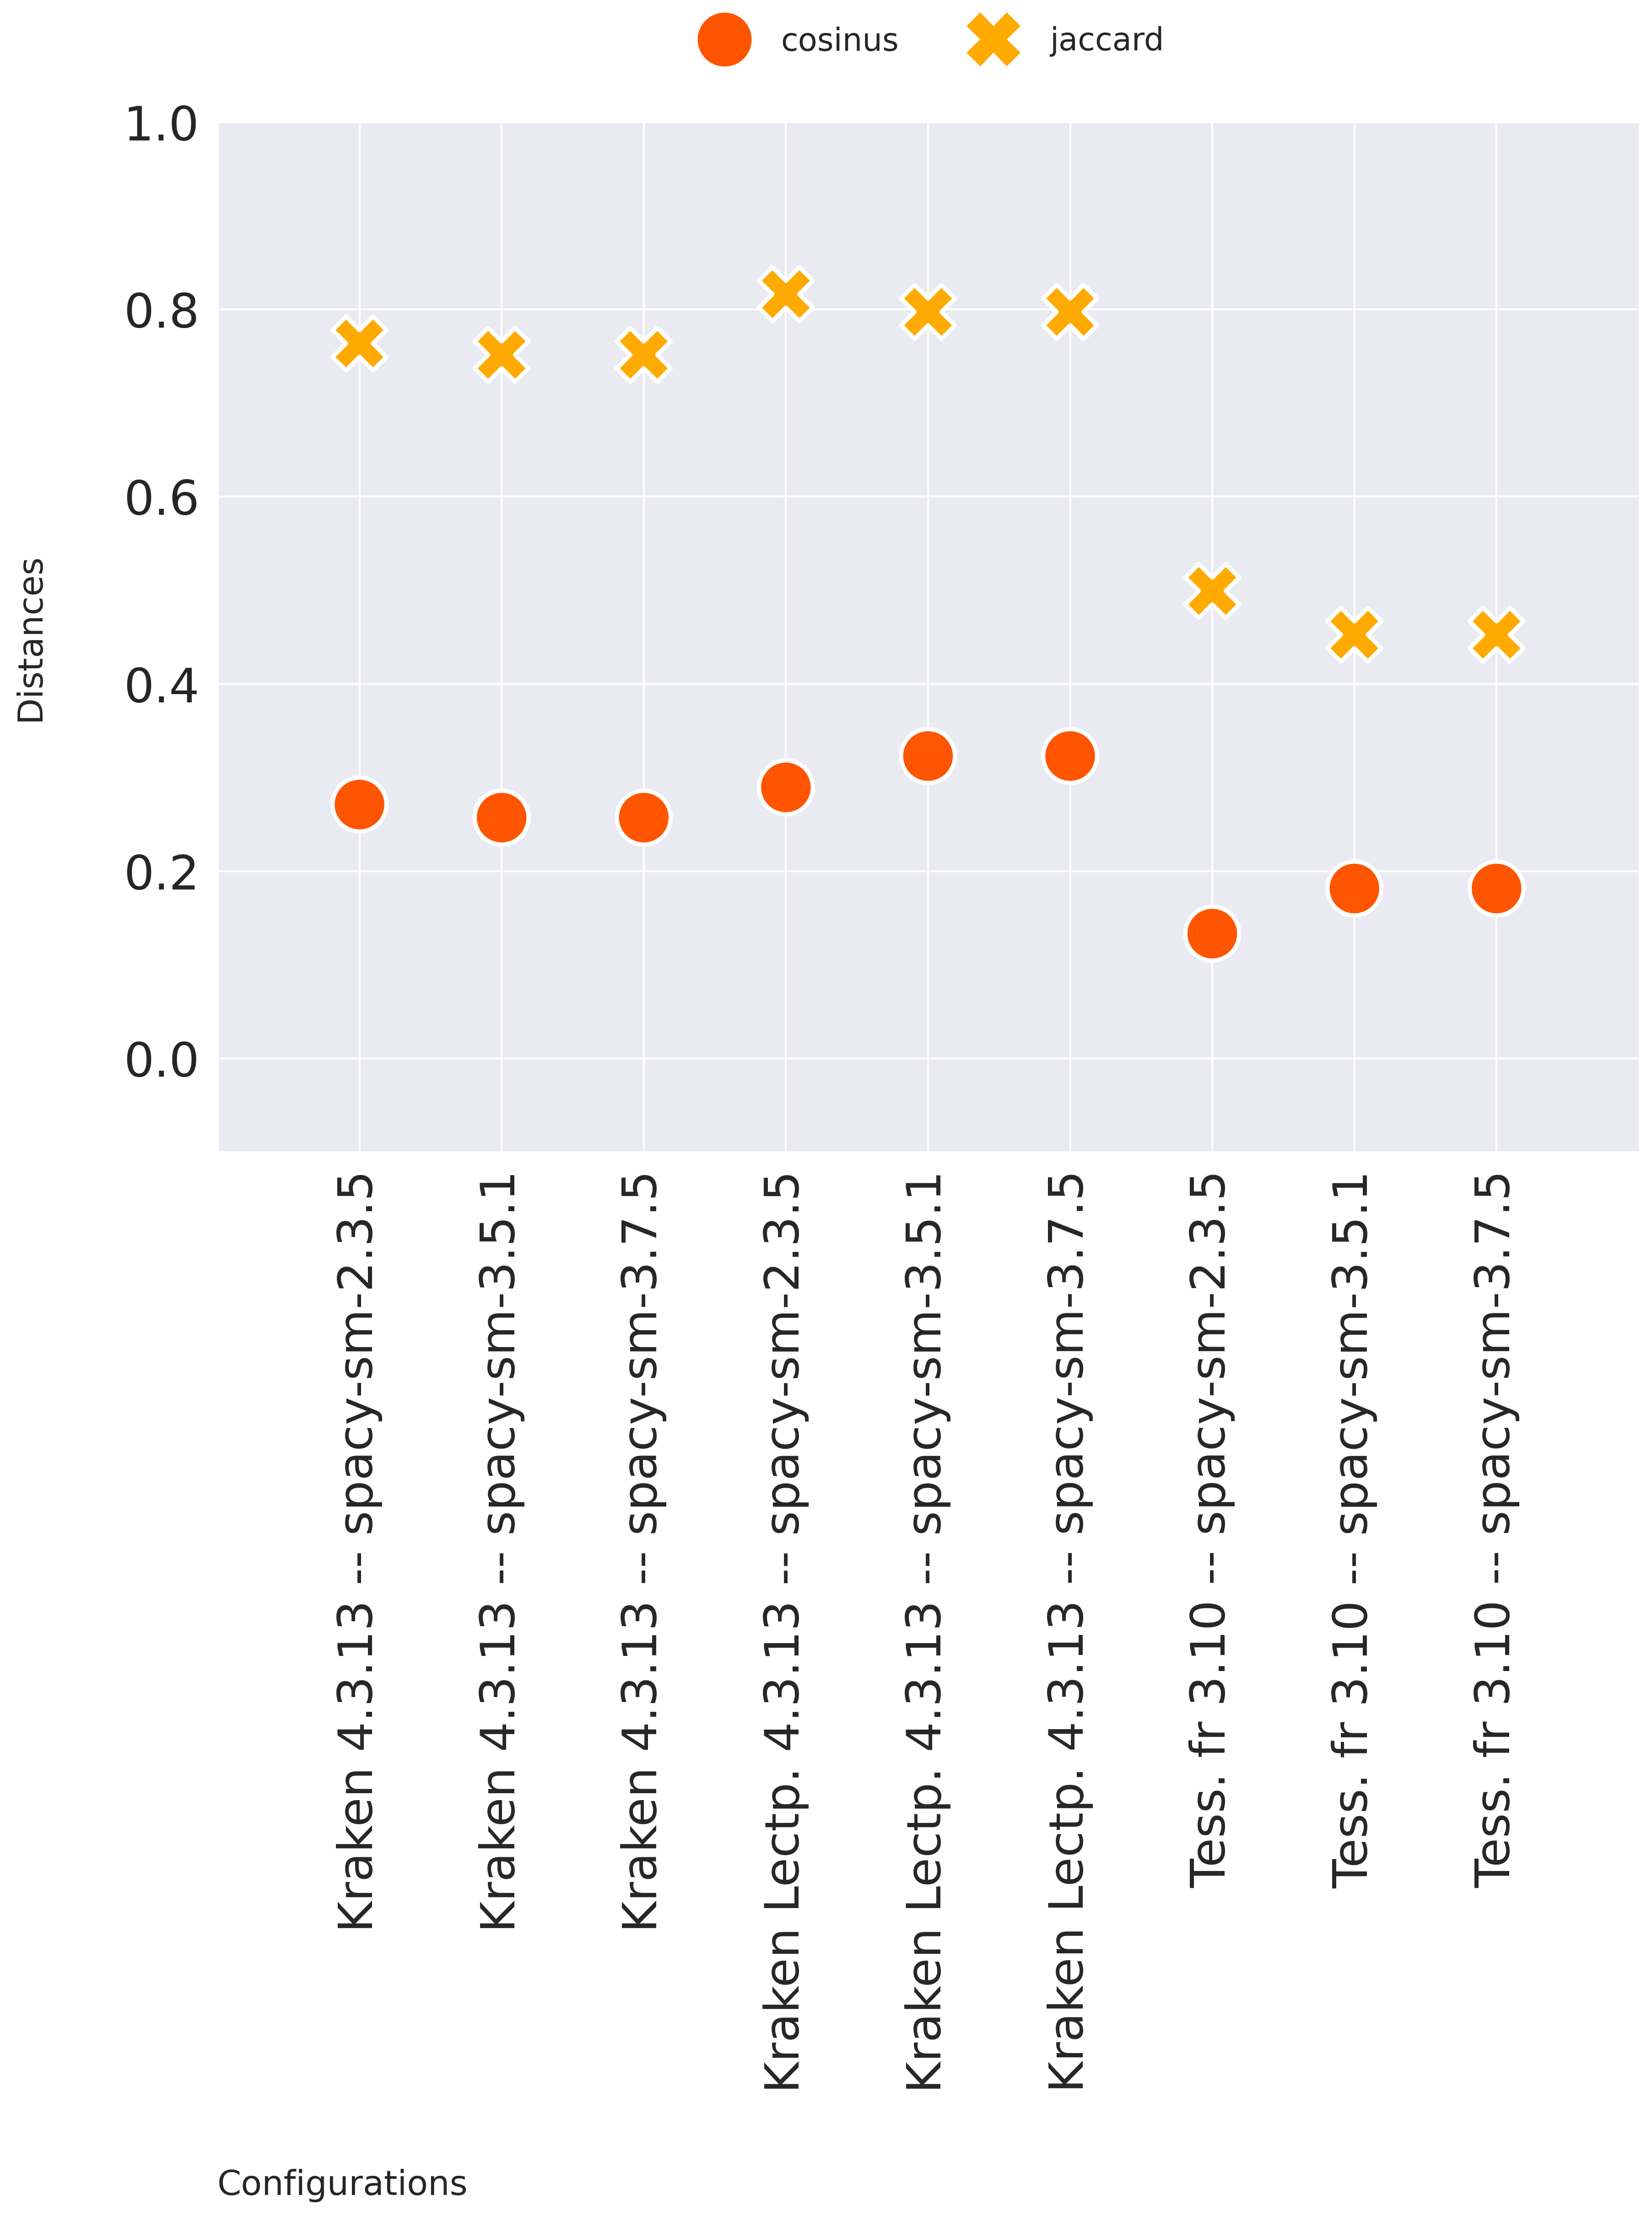 cosinus
jaccard
1.0
0.8
0.6
0.4
0.2
0.0
Distances
Kraken 4.3.13 -- spacy-sm-2.3.5
Kraken 4.3.13 -- spacy-sm-3.5.1
Kraken 4.3.13 -- spacy-sm-3.7.5
Kraken Lectp. 4.3.13 -- spacy-sm-2.3.5
Kraken Lectp. 4.3.13 -- spacy-sm-3.5.1
Kraken Lectp. 4.3.13 -- spacy-sm-3.7.5
Tess. fr 3.10 -- spacy-sm-2.3.5
Tess. fr 3.10 -- spacy-sm-3.5.1
Tess. fr 3.10 -- spacy-sm-3.7.5
Configurations